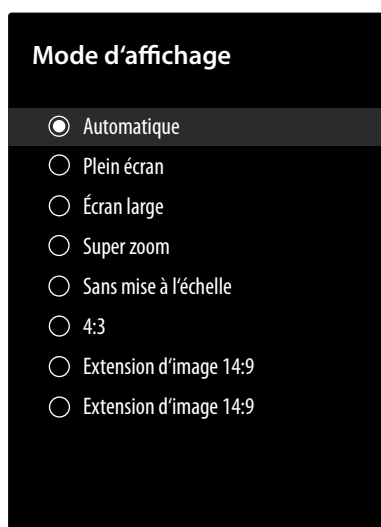 Mode d‘affichage
Automatique
Plein écran
Écran large
Super zoom
Sans mise à l‘échelle
4:3
Extension d‘image 14:9
Extension d‘image 14:9